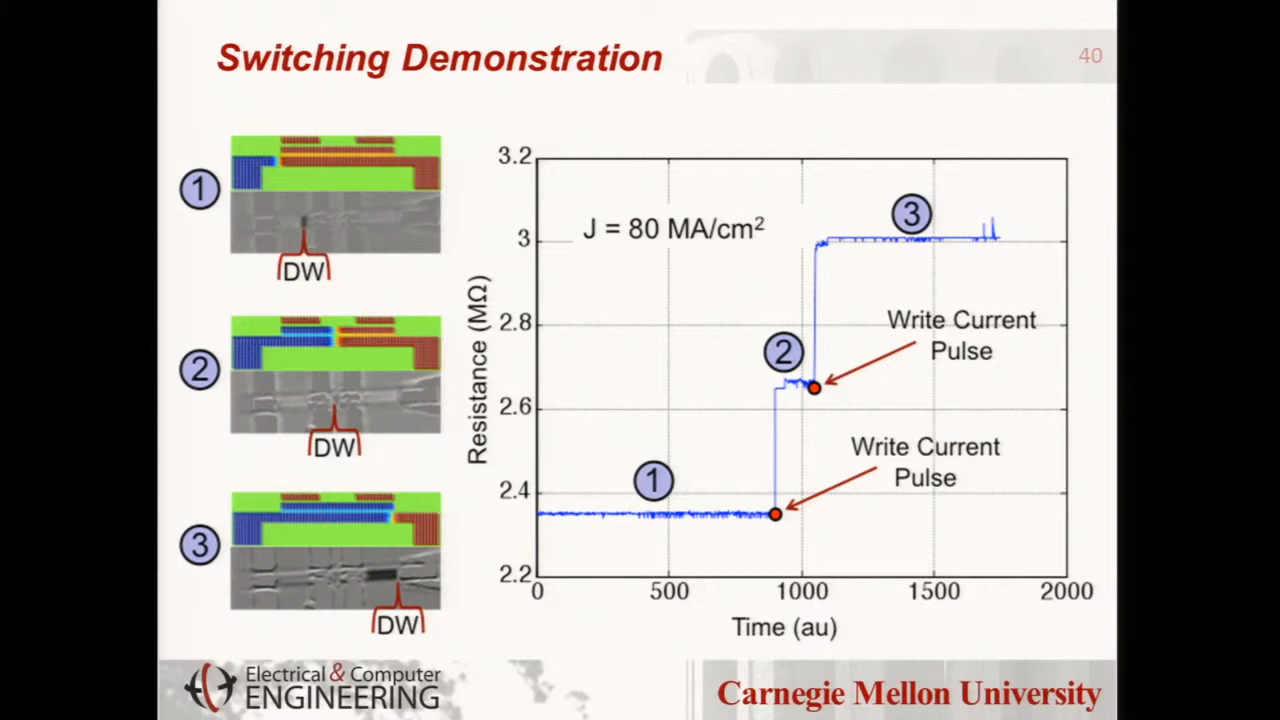 Switching Demonstration
40
1
DW
2
DW
3
DW
Resistance (MΩ)
3.2
3
2.8
2.6
2.4
2.2
J = 80 MA/cm²
3
Write Current
Pulse
2
Write Current
Pulse
1
0
500
1000
1500
2000
Time (au)
Electrical & Computer
ENGINEERING
Carnegie Mellon University